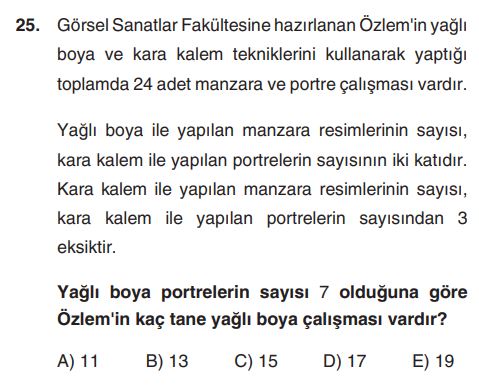 25. Görsel Sanatlar Fakültesine hazırlanan Özlem'in yağlı
boya ve kara kalem tekniklerini kullanarak yaptığı
toplamda 24 adet manzara ve portre çalışması vardır.
Yağlı boya ile yapılan manzara resimlerinin sayısı,
kara kalem ile yapılan portrelerin sayısının iki katıdır.
Kara kalem ile yapılan manzara resimlerinin sayısı,
kara kalem ile yapılan portrelerin sayısından 3
eksiktir.
Yağlı boya portrelerin sayısı 7 olduğuna göre
Özlem'in kaç tane yağlı boya çalışması vardır?
A) 11 B) 13 C) 15 D) 17 E) 19